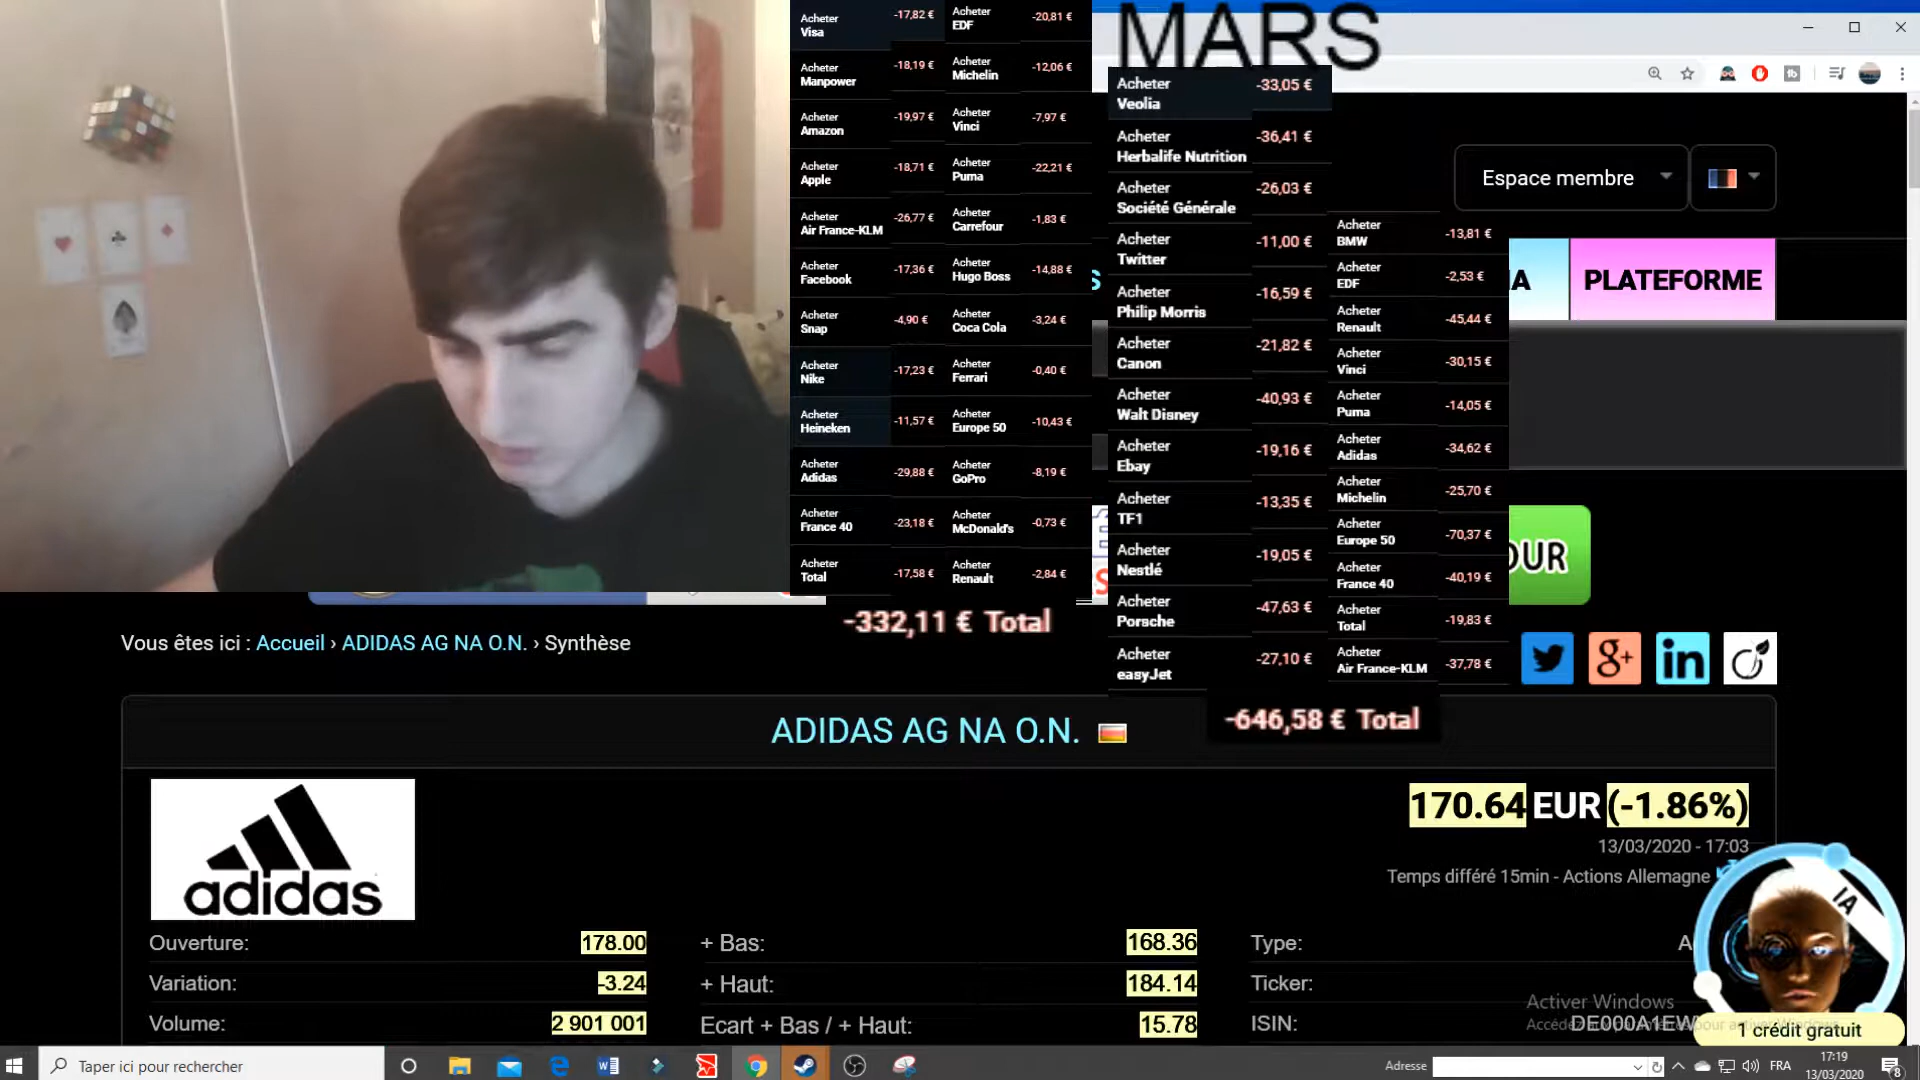 MARS
Acheter
Visa
-17,82 €
Acheter
Manpower
-18,19 €
Acheter
Amazon
-19,97 €
Acheter
Apple
-18,71 €
Acheter
Air France-KLM
-26,77 €
Acheter
Facebook
-17,36 €
Acheter
Snap
-4,90 €
Acheter
Nike
-17,23 €
Acheter
Heineken
-11,57 €
Acheter
Adidas
-29,88 €
Acheter
France 40
-23,18 €
Acheter
Total
-17,58 €
Acheter
EDF
-20,81 €
Acheter
Michelin
-12,06 €
Acheter
Vinci
-7,97 €
Acheter
Puma
-22,21 €
Acheter
Carrefour
-1,83 €
Acheter
Hugo Boss
-14,88 €
Acheter
Coca Cola
-3,24 €
Acheter
Ferrari
-0,40 €
Acheter
Europe 50
-10,43 €
Acheter
GoPro
-8,19 €
Acheter
McDonald's
-0,73 €
Acheter
Renault
-2,84 €
-332,11 € Total
Acheter
Veolia
-33,05 €
Acheter
Herbalife Nutrition
-36,41 €
Acheter
Société Générale
-26,03 €
Acheter
Twitter
-11,00 €
Acheter
Philip Morris
-16,59 €
Acheter
Canon
-21,82 €
Acheter
Walt Disney
-40,93 €
Acheter
Ebay
-19,16 €
Acheter
TF1
-13,35 €
Acheter
Nestlé
-19,05 €
Acheter
Porsche
-47,63 €
Acheter
easyJet
-27,10 €
Acheter
BMW
-13,81 €
Acheter
EDF
-2,53 €
Acheter
Renault
-45,44 €
Acheter
Vinci
-30,15 €
Acheter
Puma
-14,05 €
Acheter
Adidas
-34,62 €
Acheter
Michelin
-25,70 €
Acheter
Europe 50
-70,37 €
Acheter
France 40
-40,19 €
Acheter
Total
-19,83 €
Acheter
Air France-KLM
-37,78 €
-646,58 € Total
Espace membre
S
A
PLATEFORME
OUR
S
Vous êtes ici : Accueil › ADIDAS AG NA O.N. › Synthèse
g+
in
ADIDAS AG NA O.N.
adidas
170.64 EUR (-1.86%)
13/03/2020 - 17:03
Temps différé 15min - Actions Allemagne
IA
Ouverture: 178.00
+ Bas: 168.36
Type: A
Variation: -3.24
+ Haut: 184.14
Ticker:
Volume: 2 901 001
Ecart + Bas / + Haut: 15.78
ISIN: DE000A1EW
Activer Windows
1 crédit gratuit
Taper ici pour rechercher
Adresse
FRA
17:19
13/03/2020
8